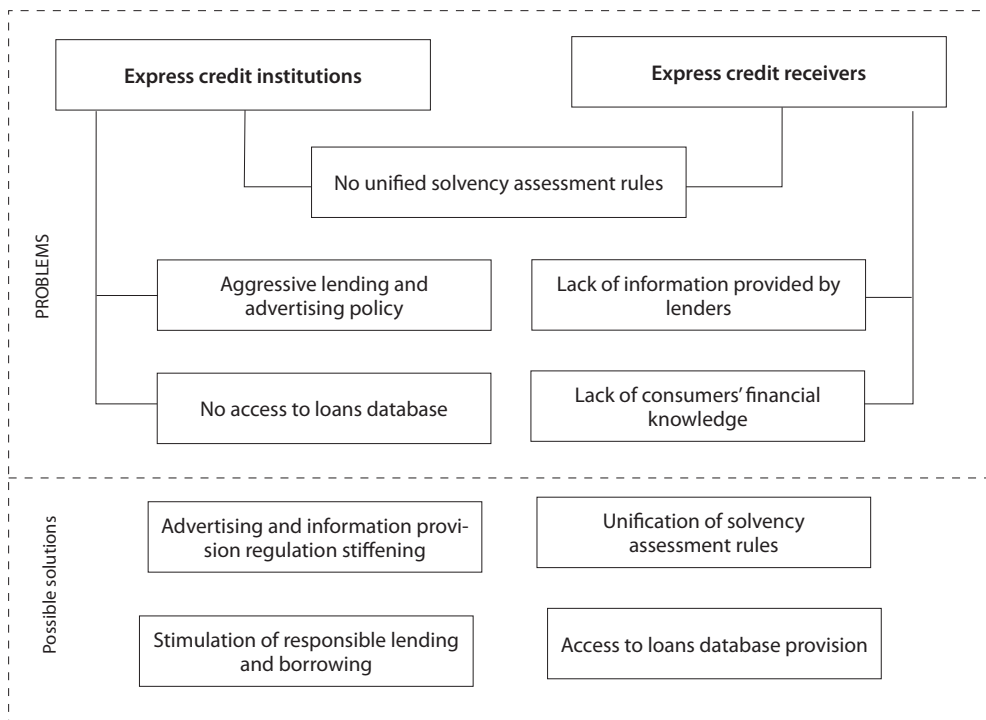 Express credit institutions
Express credit receivers
No unified solvency assessment rules
PROBLEMS
Aggressive lending and
advertising policy
Lack of information provided by
lenders
No access to loans database
Lack of consumers’ financial
knowledge
Possible solutions
Advertising and information provi-
sion regulation stiffening
Unification of solvency
assessment rules
Stimulation of responsible lending
and borrowing
Access to loans database provision